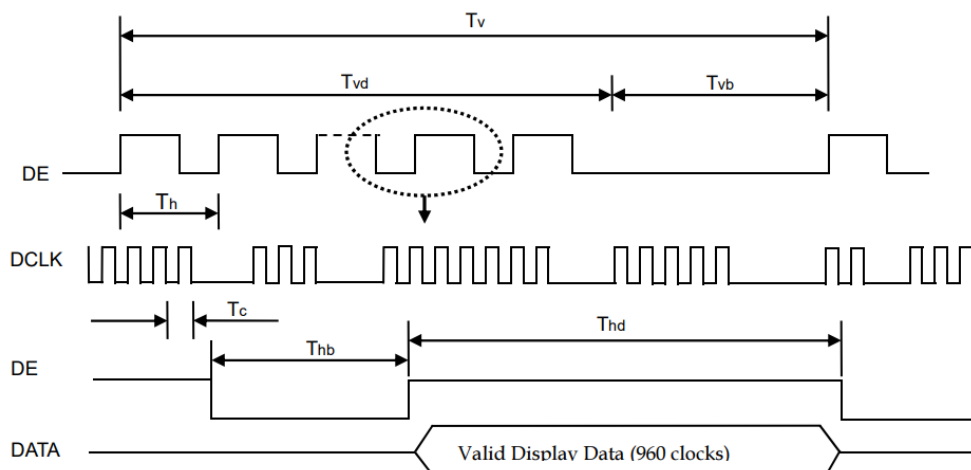 Tv
Tvd Tvb
DE
Th
DCLK
Tc
Thd
Thb
DE
DATA Valid Display Data (960 clocks)